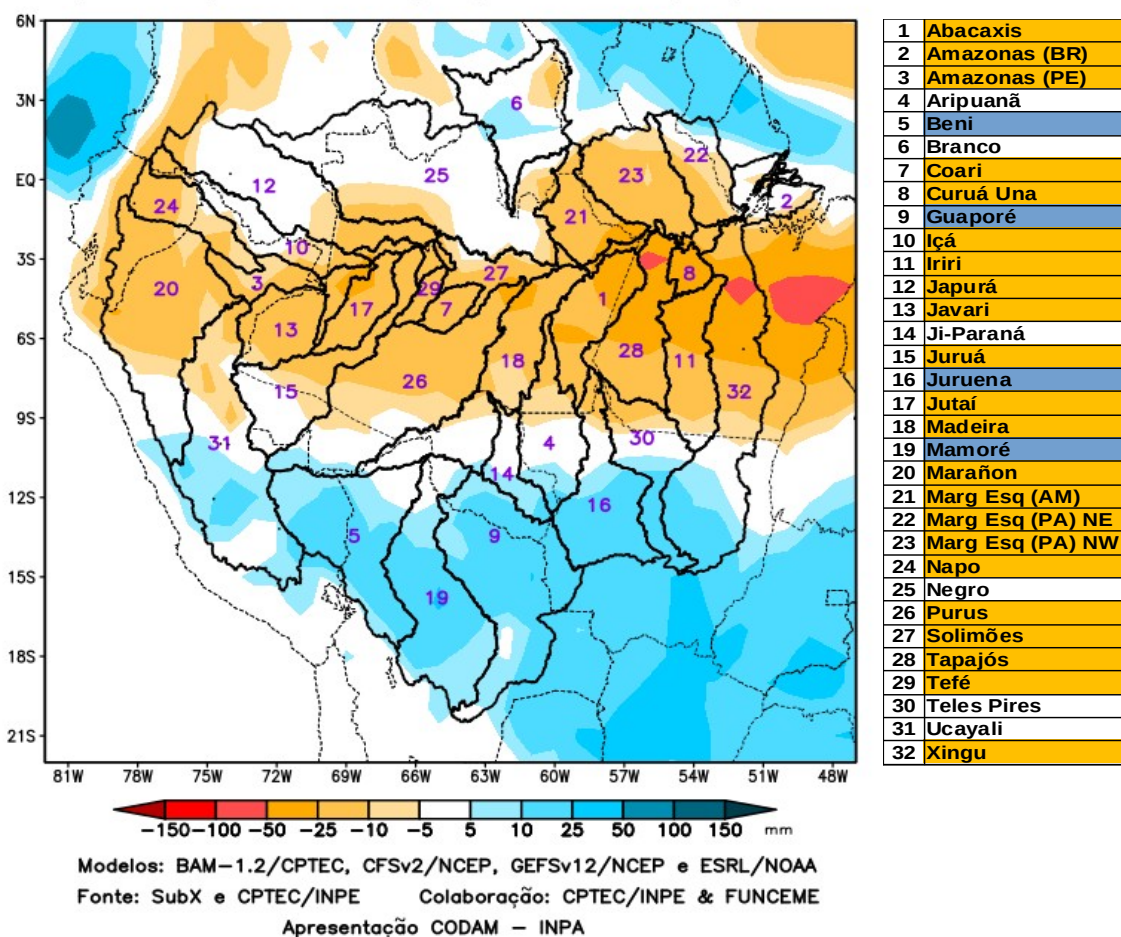 6N
3N
EQ
3S
6S
9S
12S
15S
18S
21S
81W 78W 75W 72W 69W 66W 63W 60W 57W 54W 51W 48W
6
22
12
25
23
24
2
21
10
27
3
8
20
29
17
7
1
13
28
18
11
15
26
32
31
4
30
14
16
5
9
19
−150 −100 −50 −25 −10 −5 5 10 25 50 100 150 mm
Modelos: BAM−1.2/CPTEC, CFSv2/NCEP, GEFSv12/NCEP e ESRL/NOAA
Fonte: SubX e CPTEC/INPE Colaboração: CPTEC/INPE & FUNCEME
Apresentação CODAM − INPA
1 Abacaxis
2 Amazonas (BR)
3 Amazonas (PE)
4 Aripuanã
5 Beni
6 Branco
7 Coari
8 Curuá Una
9 Guaporé
10 Içá
11 Iriri
12 Japurá
13 Javari
14 Ji-Paraná
15 Juruá
16 Juruena
17 Jutaí
18 Madeira
19 Mamoré
20 Marañon
21 Marg Esq (AM)
22 Marg Esq (PA) NE
23 Marg Esq (PA) NW
24 Napo
25 Negro
26 Purus
27 Solimões
28 Tapajós
29 Tefé
30 Teles Pires
31 Ucayali
32 Xingu